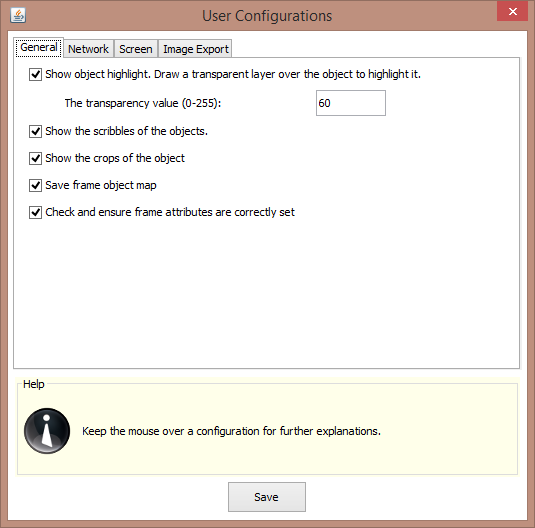 User Configurations
General Network Screen Image Export
Show object highlight. Draw a transparent layer over the object to highlight it.
The transparency value (0-255): 60
Show the scribbles of the objects.
Show the crops of the object
Save frame object map
Check and ensure frame attributes are correctly set
Help
Keep the mouse over a configuration for further explanations.
Save